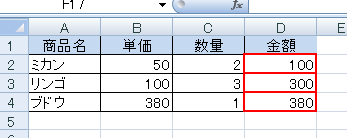 F17 fx
A B C D E
1 商品名 単価 数量 金額
2 ミカン 50 2 100
3 リンゴ 100 3 300
4 ブドウ 380 1 380
5